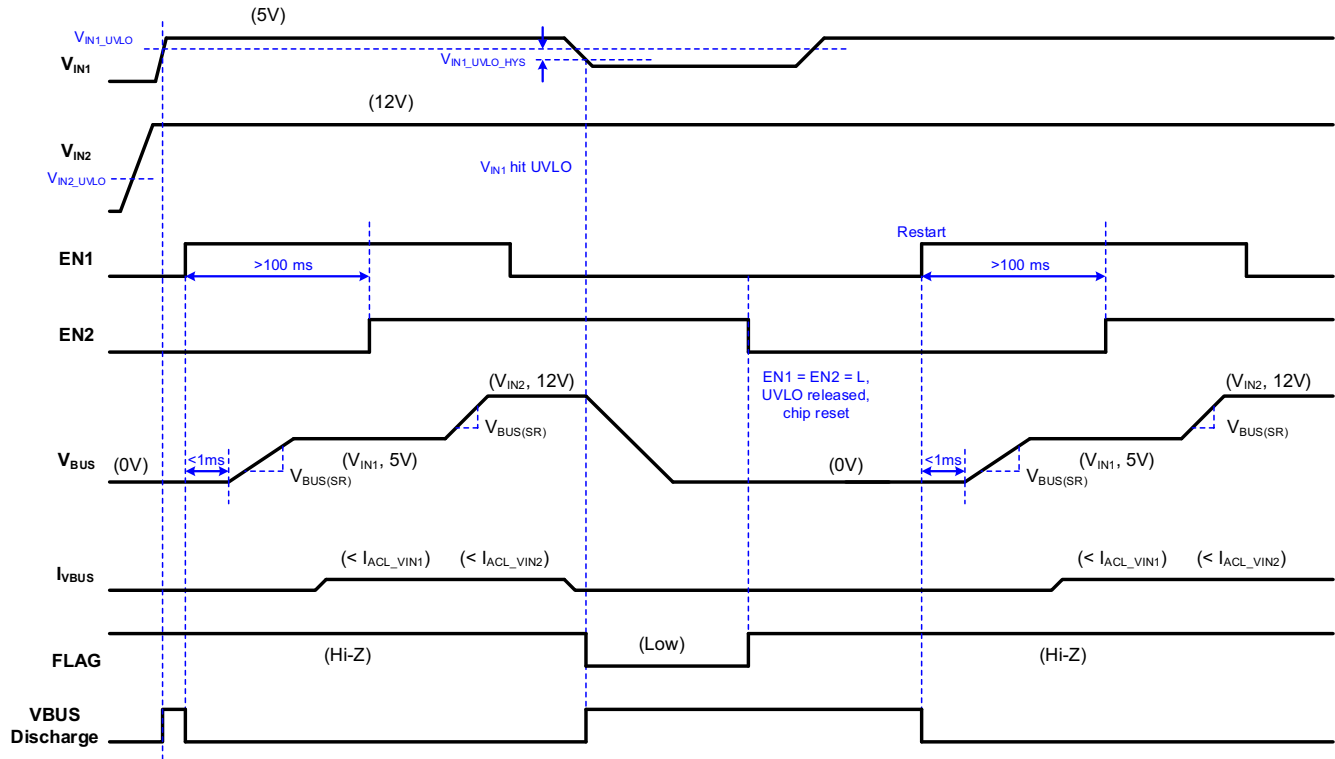 (5V)
VIN1_UVLO
VIN1
VIN1_UVLO_HYS
(12V)
VIN2
VIN2_UVLO
VIN1 hit UVLO
Restart
EN1
>100 ms
>100 ms
EN2
EN1 = EN2 = L,
UVLO released,
chip reset
(VIN2, 12V)
(VIN2, 12V)
VBUS(SR)
VBUS(SR)
VBUS
(0V)
<1ms
(VIN1, 5V)
VBUS(SR)
(0V)
<1ms
(VIN1, 5V)
VBUS(SR)
IVBUS
(< IACL_VIN1)
(< IACL_VIN2)
(< IACL_VIN1)
(< IACL_VIN2)
FLAG
(Hi-Z)
(Low)
(Hi-Z)
VBUS
Discharge